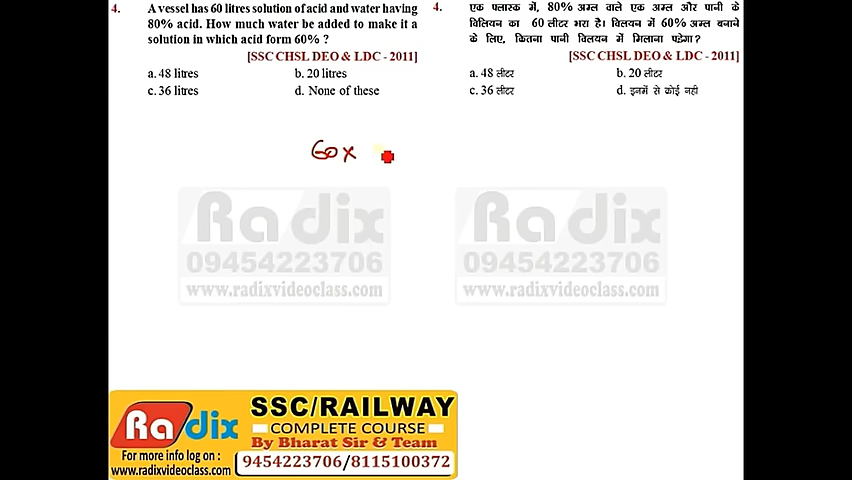 4. A vessel has 60 litres solution of acid and water having
80% acid. How much water be added to make it a
solution in which acid form 60% ?
[SSC CHSL DEO & LDC - 2011]
a. 48 litres b. 20 litres
c. 36 litres d. None of these
4. एक फ्लास्क में, 80% अम्ल वाले एक अम्ल और पानी के
विलियन का 60 लीटर भरा है। विलयन में 60% अम्ल बनाने
के लिए, कितना पानी विलयन में मिलाना पड़ेगा?
[SSC CHSL DEO & LDC - 2011]
a. 48 लीटर b. 20 लीटर
c. 36 लीटर d. इनमें से कोई नही
60 x
Radix
09454223706
www.radixvideoclass.com
Radix
09454223706
www.radixvideoclass.com
Radix
For more info log on :
www.radixvideoclass.com
SSC/RAILWAY
COMPLETE COURSE
By Bharat Sir & Team
9454223706/8115100372